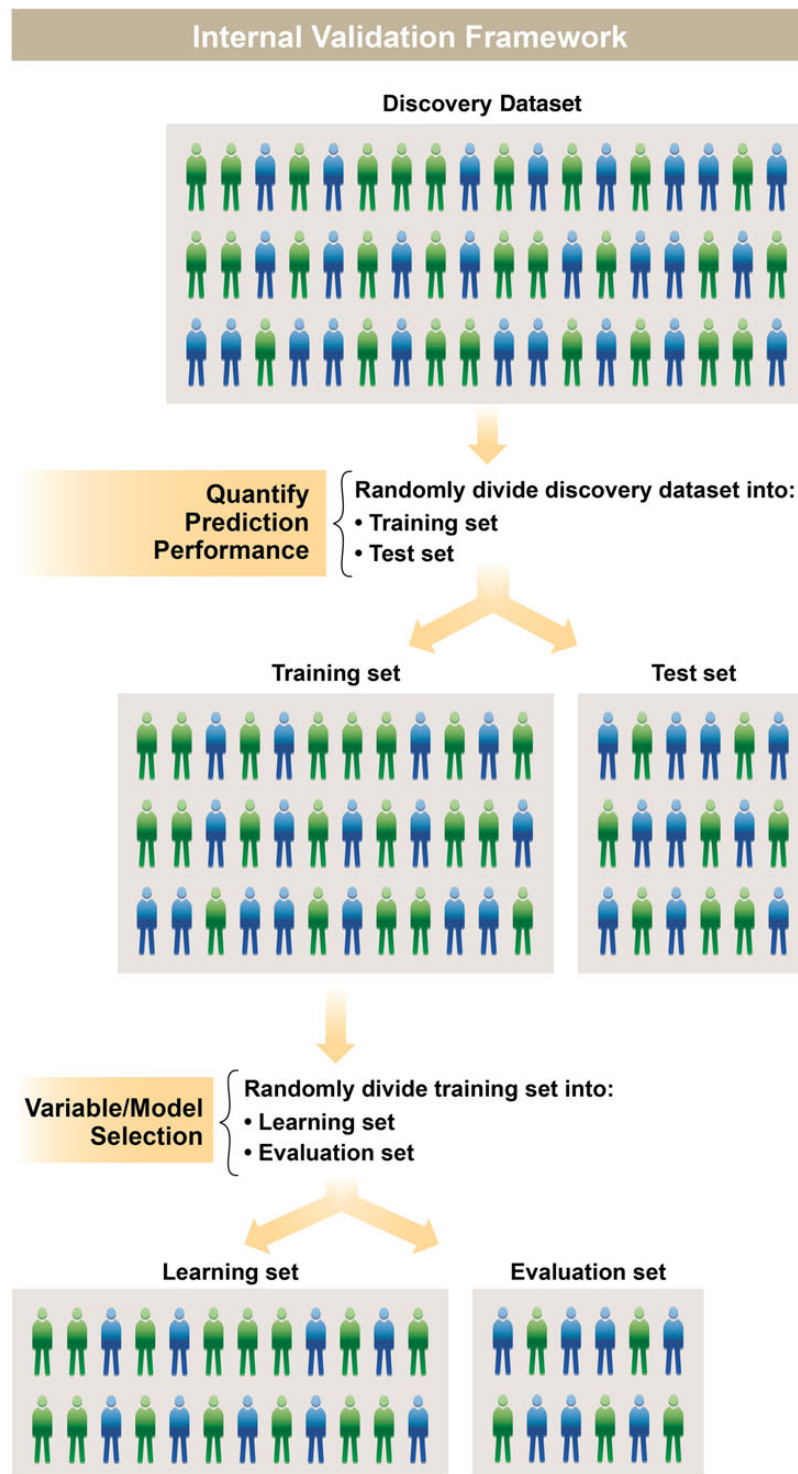 Internal Validation Framework
Discovery Dataset
Quantify
Prediction
Performance
Randomly divide discovery dataset into:
• Training set
• Test set
Training set
Test set
Variable/Model
Selection
Randomly divide training set into:
• Learning set
• Evaluation set
Learning set
Evaluation set